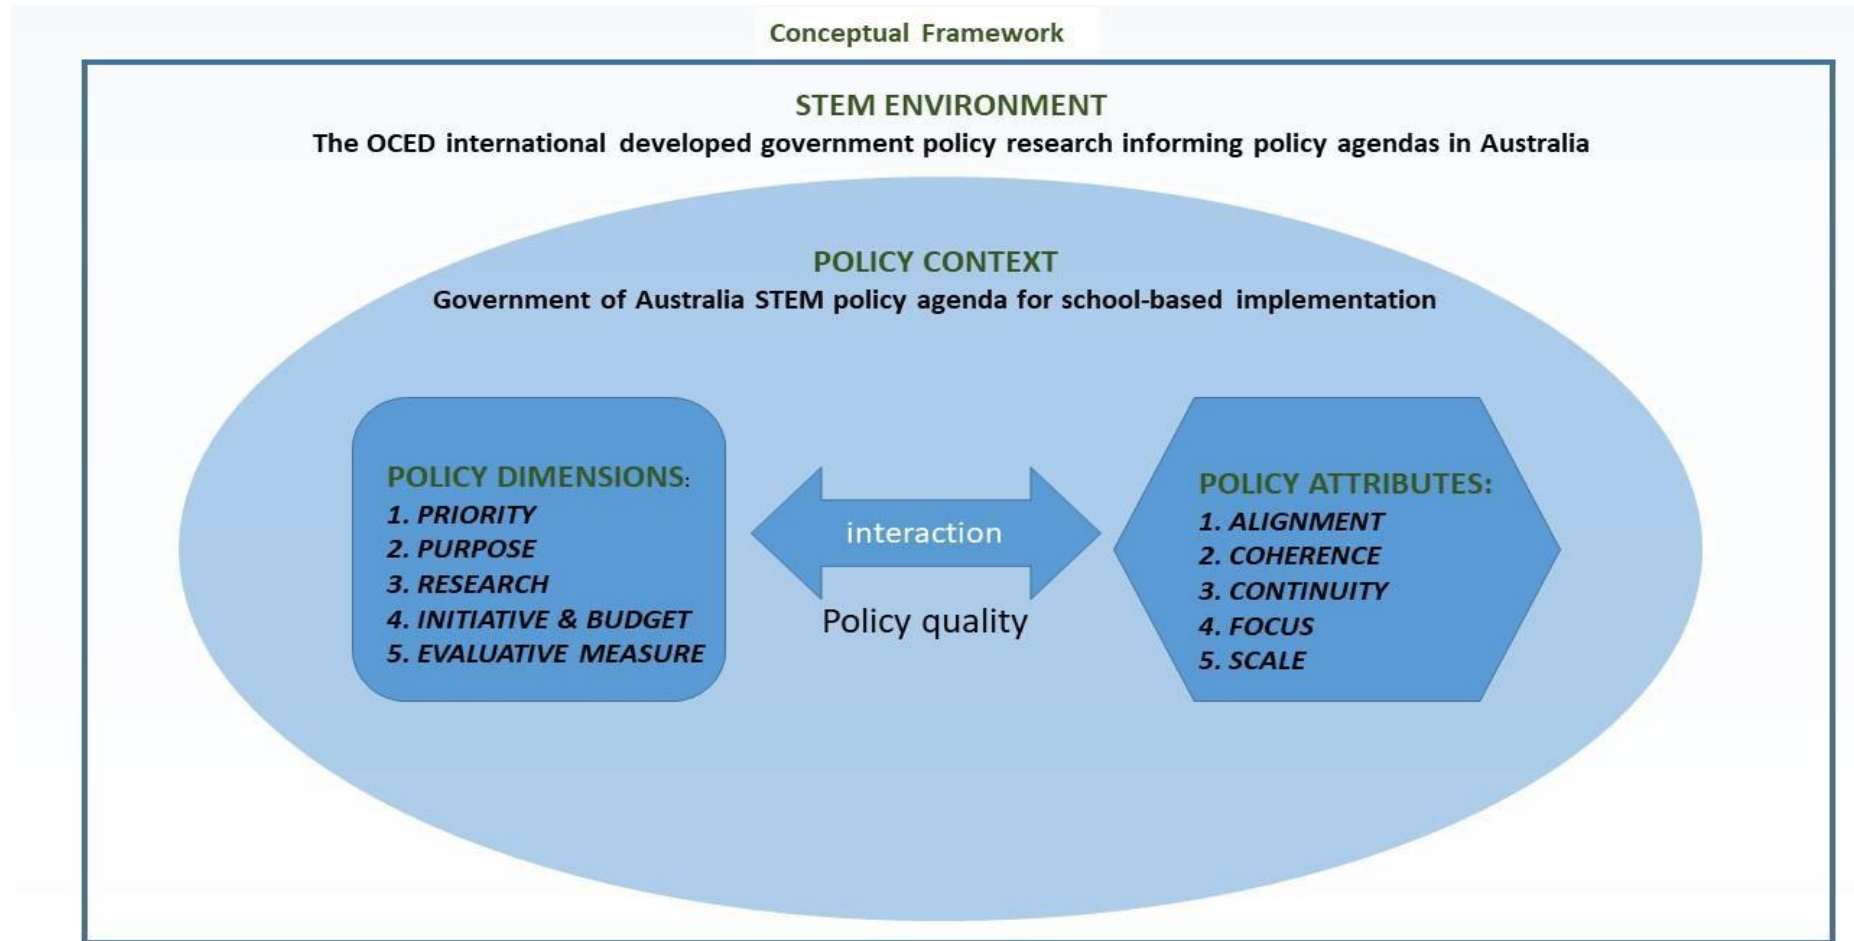 Conceptual Framework
STEM ENVIRONMENT
The OCED international developed government policy research informing policy agendas in Australia
POLICY CONTEXT
Government of Australia STEM policy agenda for school-based implementation
POLICY DIMENSIONS:
1. PRIORITY
2. PURPOSE
3. RESEARCH
4. INITIATIVE & BUDGET
5. EVALUATIVE MEASURE
interaction
Policy quality
POLICY ATTRIBUTES:
1. ALIGNMENT
2. COHERENCE
3. CONTINUITY
4. FOCUS
5. SCALE